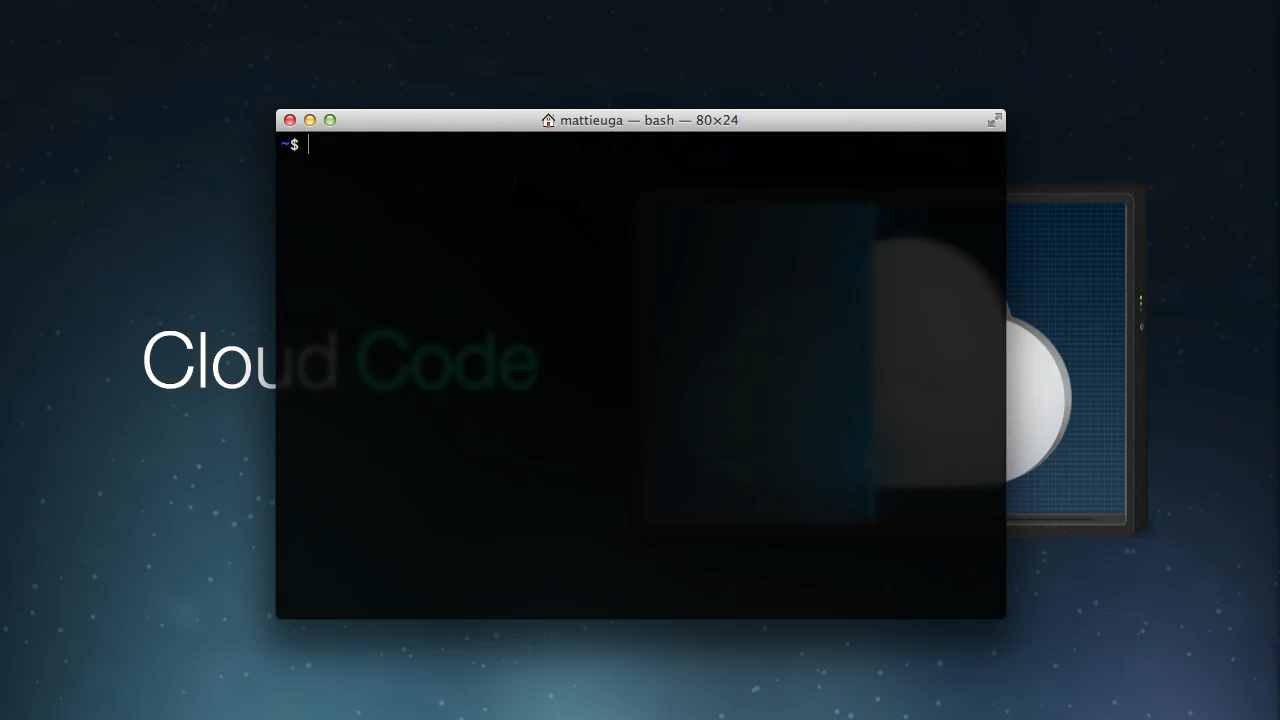 mattieuga — bash — 80×24
~$
Cloud Code